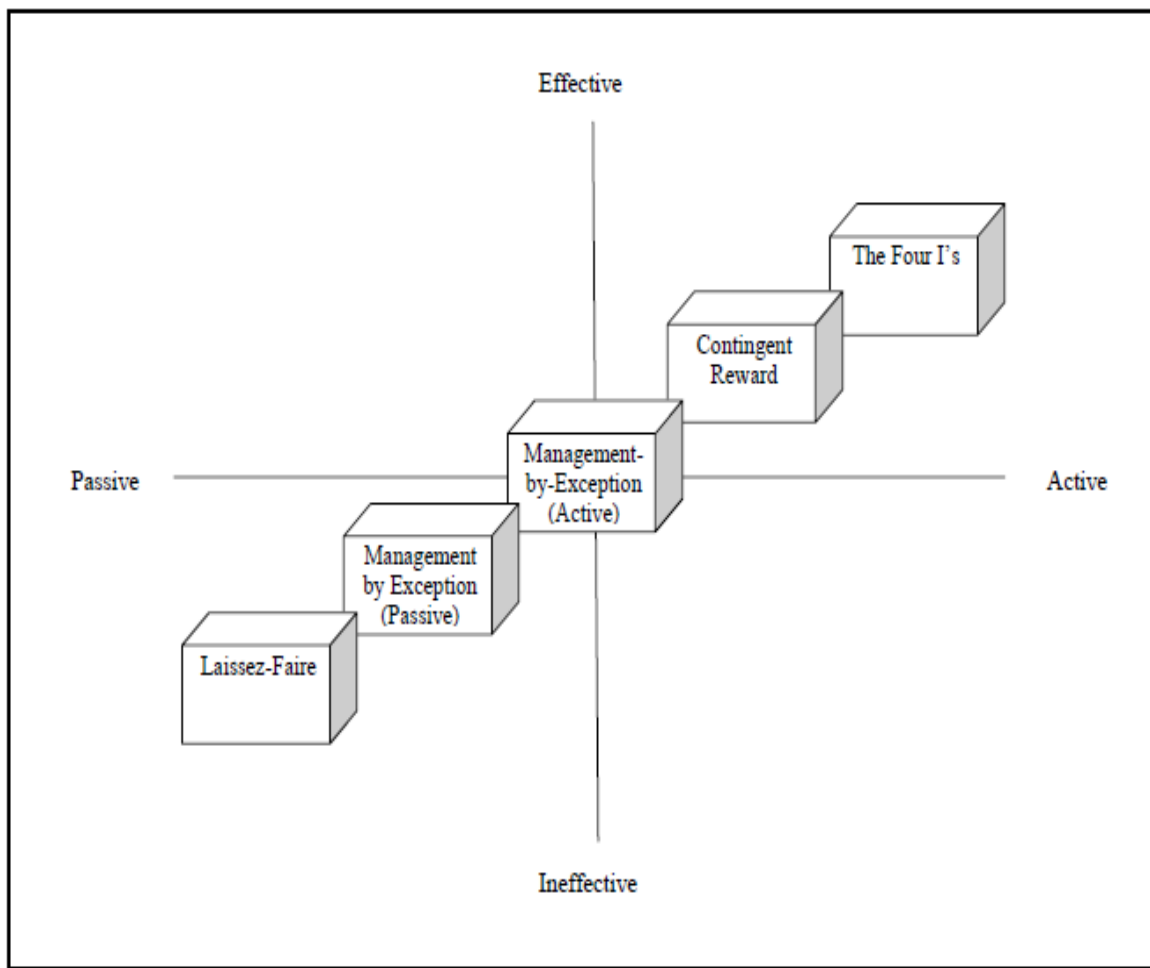 Effective
The Four I's
Contingent
Reward
Management-
by-Exception
(Active)
Passive
Active
Management
by Exception
(Passive)
Laissez-Faire
Ineffective